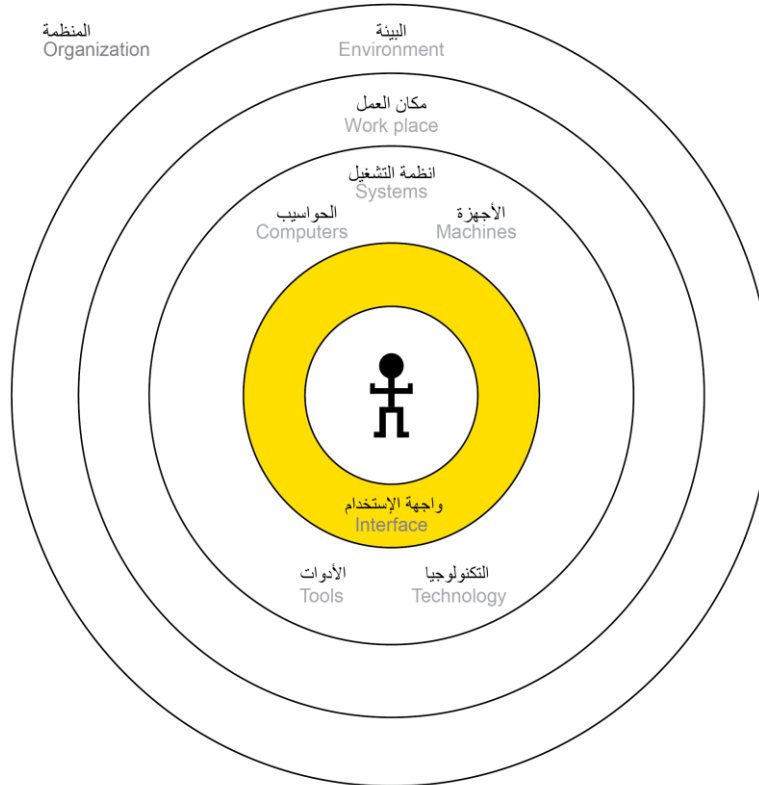 المنظمة
Organization
البيئة
Environment
مكان العمل
Work place
انظمة التشغيل
Systems
الحواسيب
Computers
الأجهزة
Machines
واجهة الإستخدام
Interface
الأدوات
Tools
التكنولوجيا
Technology